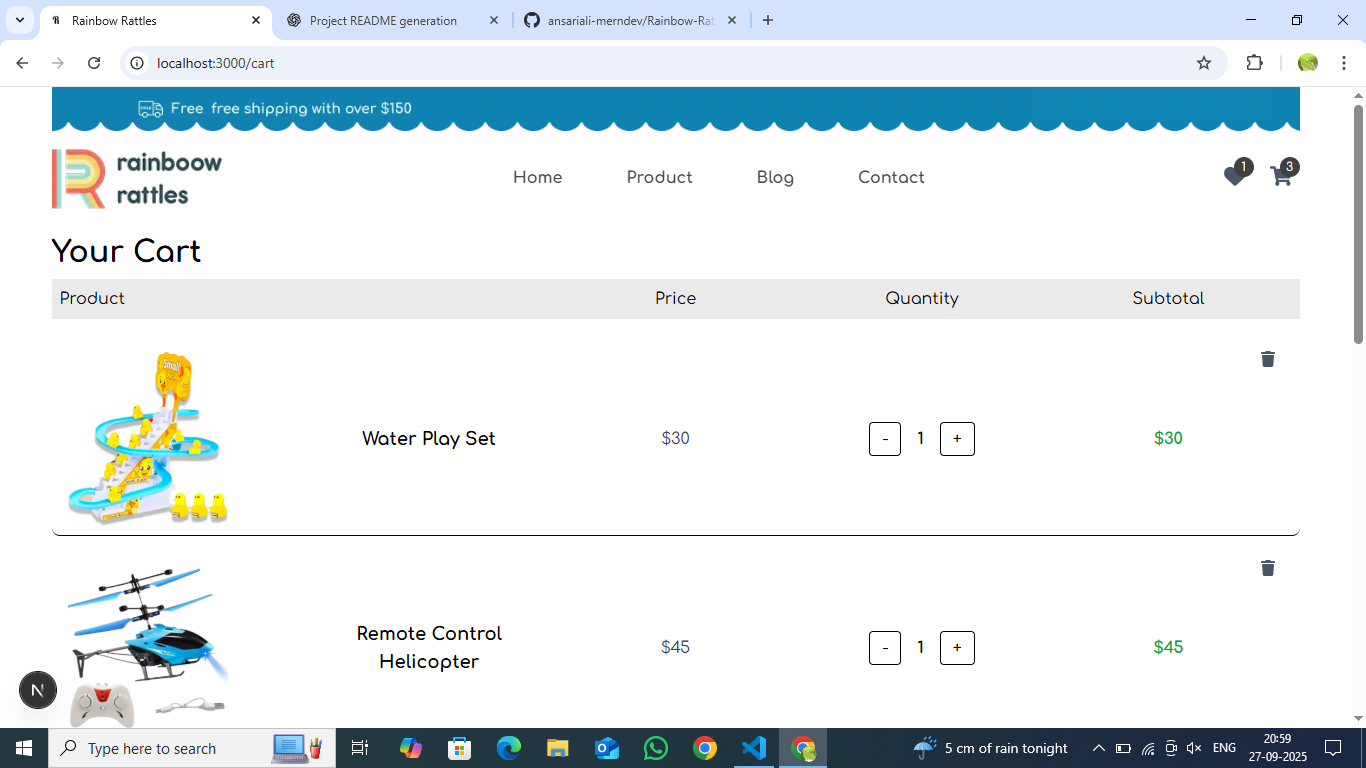 Rainbow Rattles
Project README generation
ansariali-merndev/Rainbow-Rat
localhost:3000/cart
Free free shipping with over $150
rainboow
rattles
Home
Product
Blog
Contact
1
3
Your Cart
Product
Price
Quantity
Subtotal
Small
Water Play Set
$30
-
1
+
$30
Remote Control
Helicopter
$45
-
1
+
$45
N
Type here to search
5 cm of rain tonight
ENG
20:59
27-09-2025